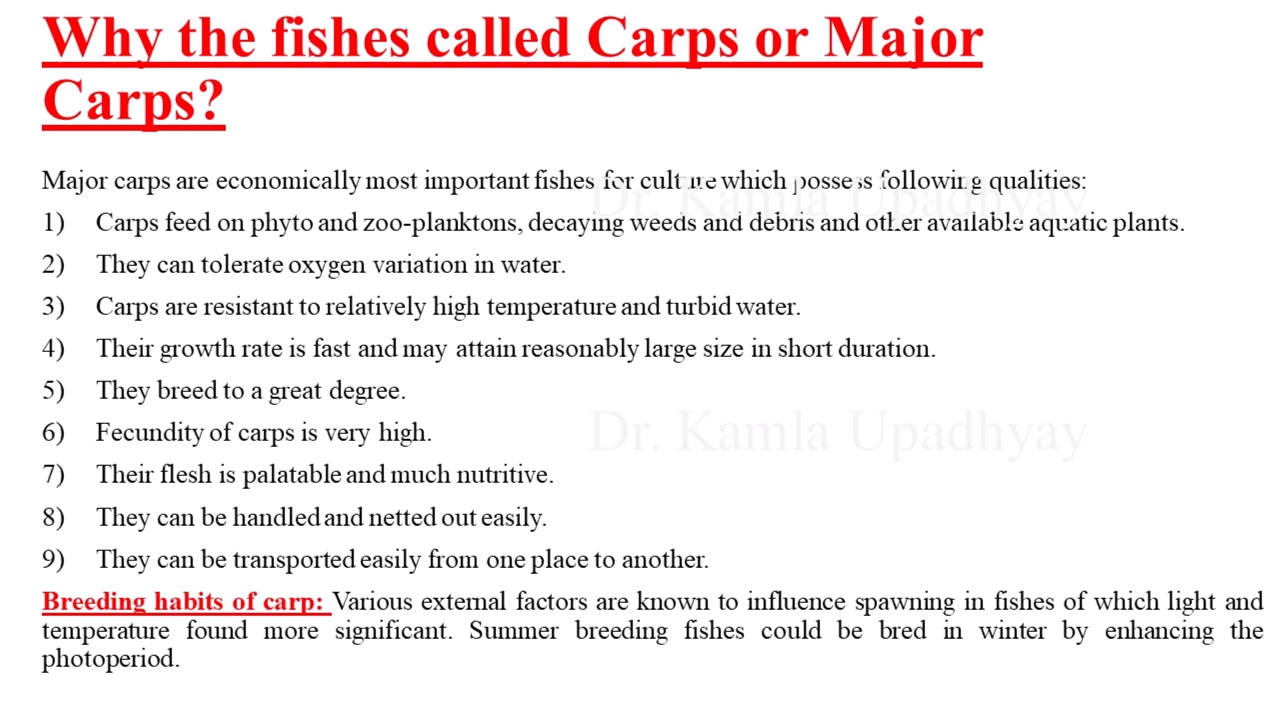 Why the fishes called Carps or Major
Carps?
Major carps are economically most important fishes for culture which possess following qualities:
Dr. Kamla Upadhyay
1) Carps feed on phyto and zoo-planktons, decaying weeds and debris and other available aquatic plants.
2) They can tolerate oxygen variation in water.
3) Carps are resistant to relatively high temperature and turbid water.
4) Their growth rate is fast and may attain reasonably large size in short duration.
5) They breed to a great degree.
6) Fecundity of carps is very high.
Dr. Kamla Upadhyay
7) Their flesh is palatable and much nutritive.
8) They can be handled and netted out easily.
9) They can be transported easily from one place to another.
Breeding habits of carp: Various external factors are known to influence spawning in fishes of which light and
temperature found more significant. Summer breeding fishes could be bred in winter by enhancing the
photoperiod.